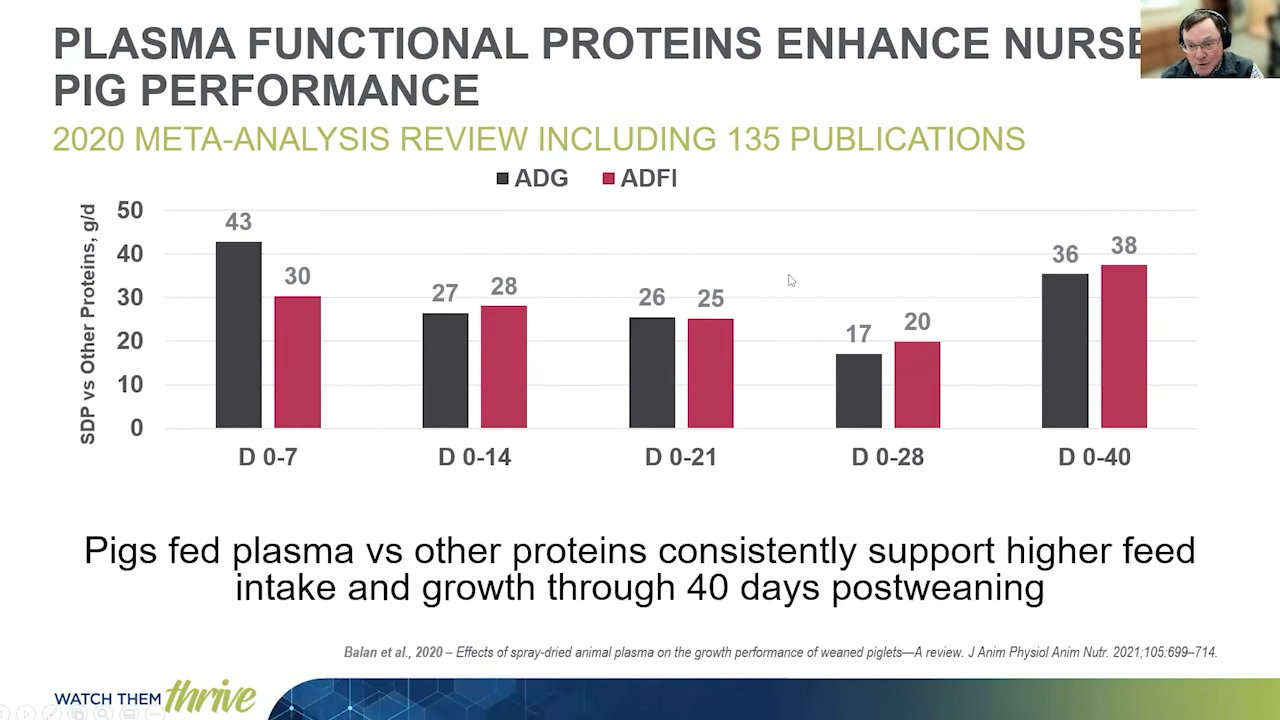 PLASMA FUNCTIONAL PROTEINS ENHANCE NURSE
PIG PERFORMANCE
2020 META-ANALYSIS REVIEW INCLUDING 135 PUBLICATIONS
ADG ADFI
SDP vs Other Proteins, g/d
50
40
30
20
10
0
43
30
27
28
26
25
17
20
36
38
D 0-7
D 0-14
D 0-21
D 0-28
D 0-40
Pigs fed plasma vs other proteins consistently support higher feed
intake and growth through 40 days postweaning
Balan et al., 2020 – Effects of spray-dried animal plasma on the growth performance of weaned piglets—A review. J Anim Physiol Anim Nutr. 2021;105:699–714.
WATCH THEM thrive